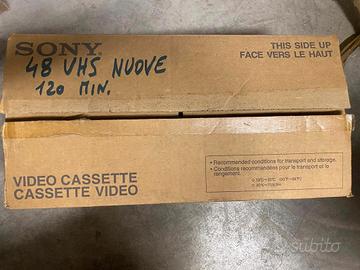 SONY
THIS SIDE UP
FACE VERS LE HAUT
48 VHS NUOVE
120 MIN.
• Recommended conditions for transport and storage.
• Conditions recommandées pour le transport et le
rangement.
VIDEO CASSETTE
CASSETTE VIDEO
subito